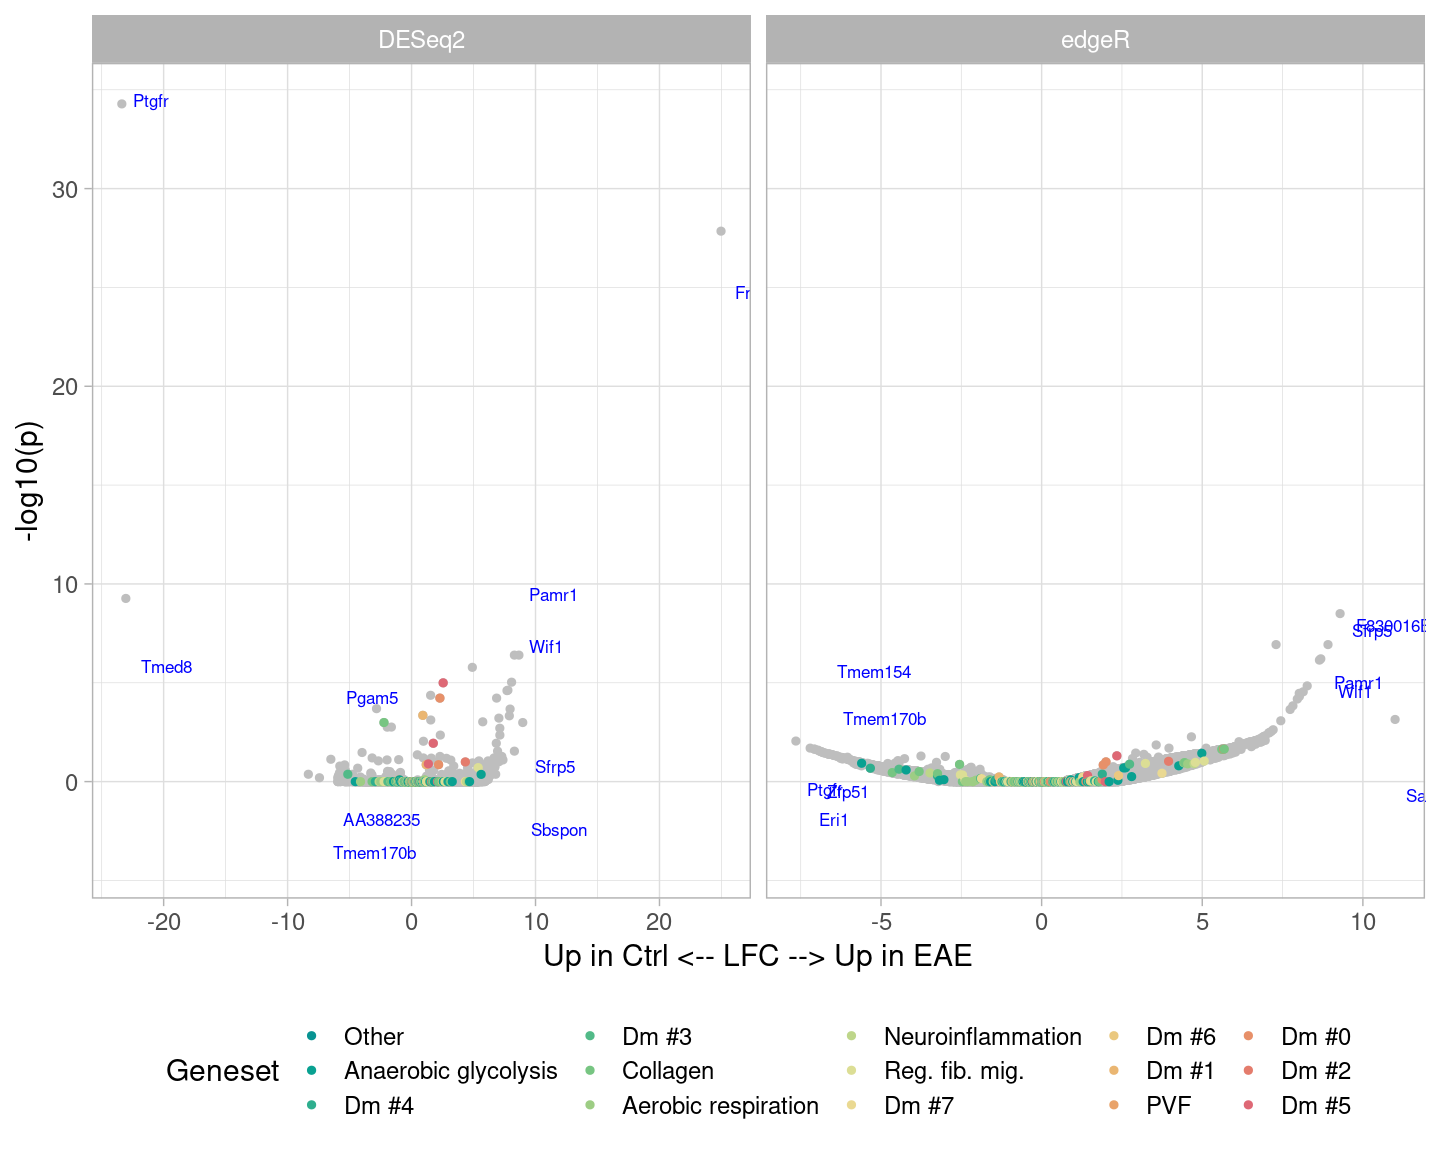 DESeq2
edgeR
Ptgfr
Fr
Pamr1
Wif1
Tmed8
Pgam5
Sfrp5
AA388235
Sbspon
Tmem170b
Sfrp5
Tmem154
Pamr1
Wif1
Tmem170b
Ptgfr
Zfp51
Sa
Eri1
30
20
10
0
-log10(p)
-20
-10
0
10
20
-5
0
5
10
Up in Ctrl <-- LFC --> Up in EAE
Geneset
Other
Anaerobic glycolysis
Dm #4
Dm #3
Collagen
Aerobic respiration
Neuroinflammation
Reg. fib. mig.
Dm #7
Dm #6
Dm #1
PVF
Dm #0
Dm #2
Dm #5